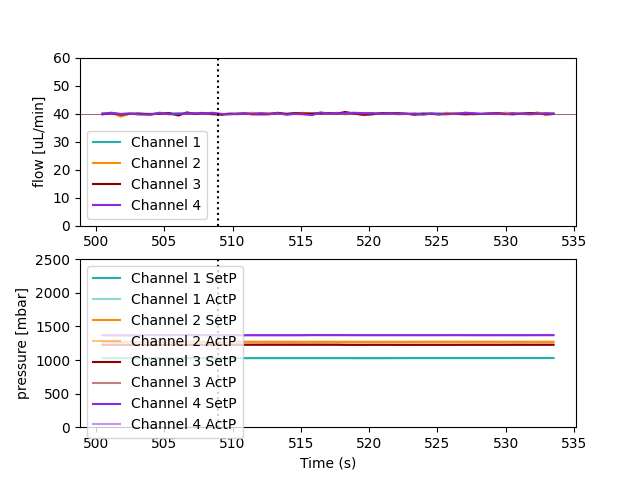 60
50
40
30
20
10
0
flow [uL/min]
Channel 1
Channel 2
Channel 3
Channel 4
500 505 510 515 520 525 530 535
2500
2000
1500
1000
500
0
pressure [mbar]
Channel 1 SetP
Channel 1 ActP
Channel 2 SetP
Channel 2 ActP
Channel 3 SetP
Channel 3 ActP
Channel 4 SetP
Channel 4 ActP
500 505 510 515 520 525 530 535
Time (s)